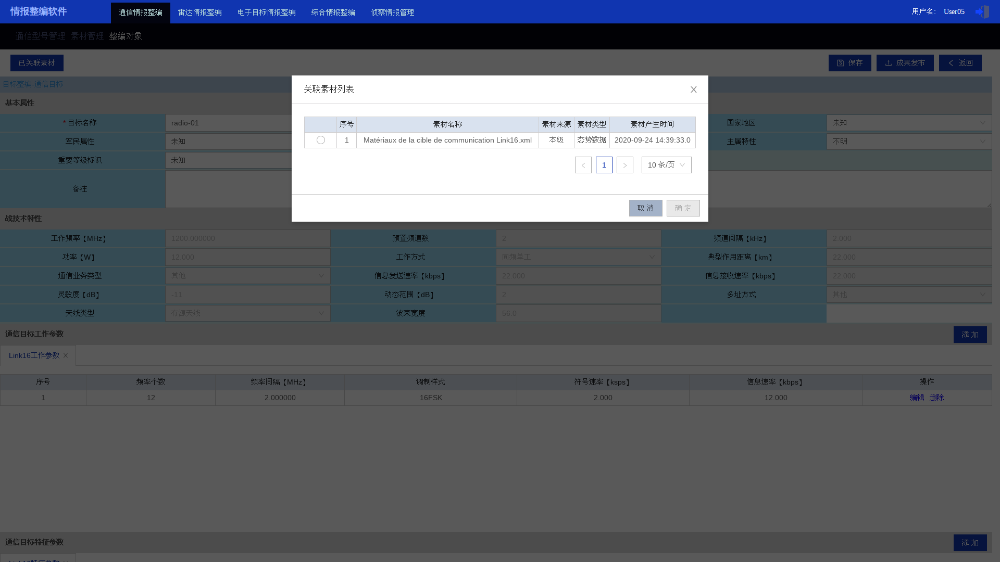 情报整编软件 通信情报整编 雷达情报整编 电子目标情报整编 综合情报整编 侦察情报管理 用户名： User05
通信型号管理 素材管理 整编对象
已关联素材 保存 成果发布 返回
目标整编-通信目标
关联素材列表
基本属性
* 目标名称 radio-01 国家地区 未知
序号 素材名称 素材来源 素材类型 素材产生时间
1 Matériaux de la cible de communication Link16.xml 本级 态势数据 2020-09-24 14:39:33.0
军民属性 未知 主属特性 不明
重要等级标识 未知
1 10 条/页
备注
取 消 确 定
战技术特性
工作频率【MHz】 1200.000000 预置频道数 2 频道间隔【kHz】 2.000
功率【W】 12.000 工作方式 同频单工 典型作用距离【km】 22.000
通信业务类型 其他 信息发送速率【kbps】 22.000 信息接收速率【kbps】 22.000
灵敏度【dB】 -11 动态范围【dB】 2 多址方式 其他
天线类型 有源天线 波束宽度 56.0
通信目标工作参数 添 加
Link16工作参数
序号 频率个数 频率间隔【MHz】 调制样式 符号速率【ksps】 信息速率【kbps】 操作
1 12 2.000000 16FSK 2.000 12.000 编辑 删除
通信目标特征参数 添 加
Link16特征参数